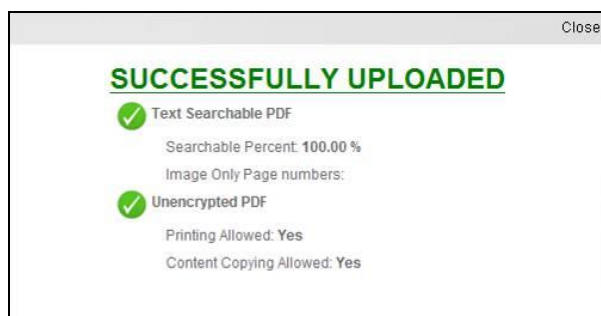 Close
SUCCESSFULLY UPLOADED
Text Searchable PDF
Searchable Percent: 100.00 %
Image Only Page numbers:
Unencrypted PDF
Printing Allowed: Yes
Content Copying Allowed: Yes